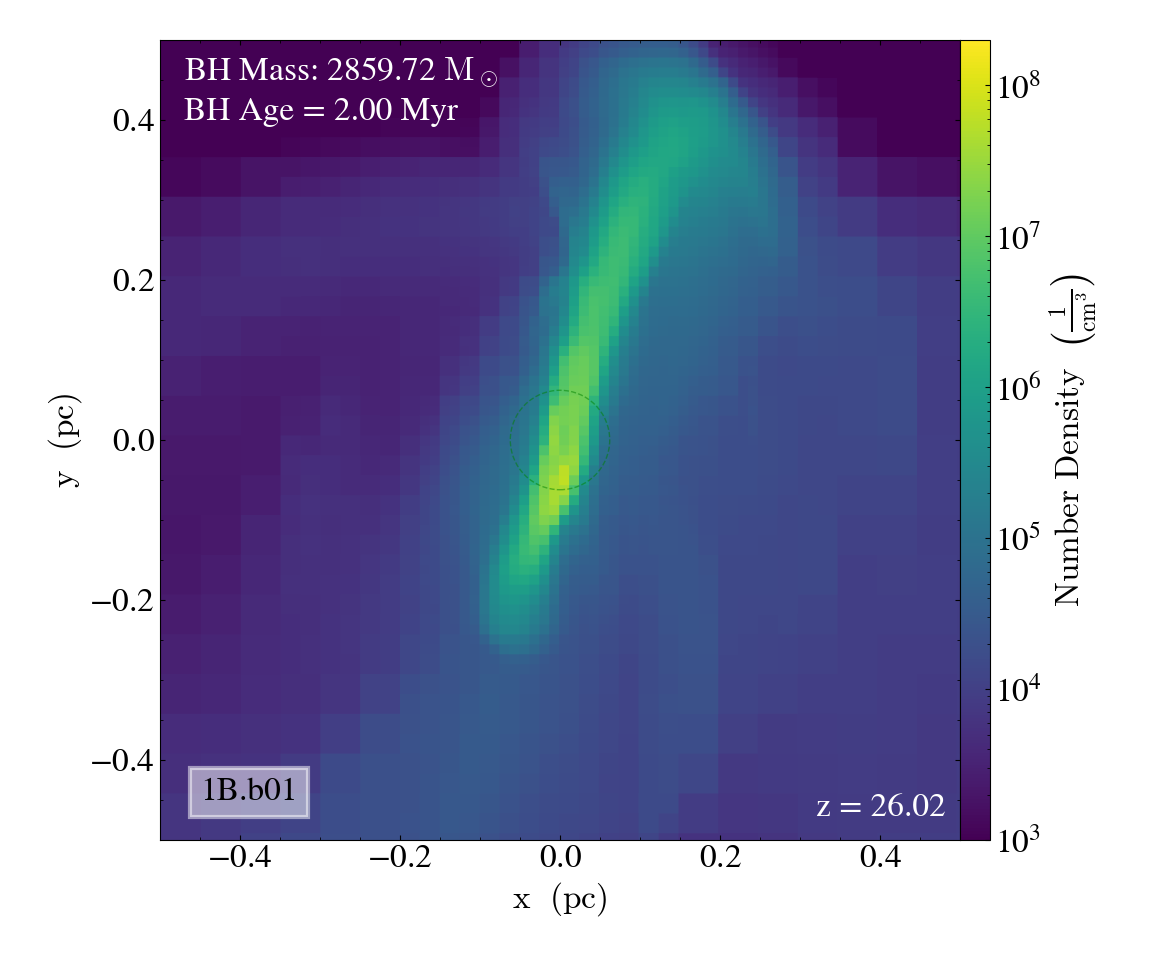 BH Mass: 2859.72 M☉
BH Age = 2.00 Myr
0.4
0.2
0.0
−0.2
−0.4
y (pc)
1B.b01
z = 26.02
−0.4 −0.2 0.0 0.2 0.4
x (pc)
10⁸
10⁷
10⁶
10⁵
10⁴
10³
Number Density (1/cm³)